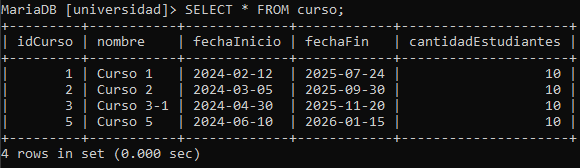 MariaDB [universidad]> SELECT * FROM curso;
+---------+-----------+-------------+------------+---------------------+
| idCurso | nombre    | fechaInicio | fechaFin   | cantidadEstudiantes |
+---------+-----------+-------------+------------+---------------------+
|       1 | Curso 1   | 2024-02-12  | 2025-07-24 |                  10 |
|       2 | Curso 2   | 2024-03-05  | 2025-09-30 |                  10 |
|       3 | Curso 3-1 | 2024-04-30  | 2025-11-20 |                  10 |
|       5 | Curso 5   | 2024-06-10  | 2026-01-15 |                  10 |
+---------+-----------+-------------+------------+---------------------+
4 rows in set (0.000 sec)